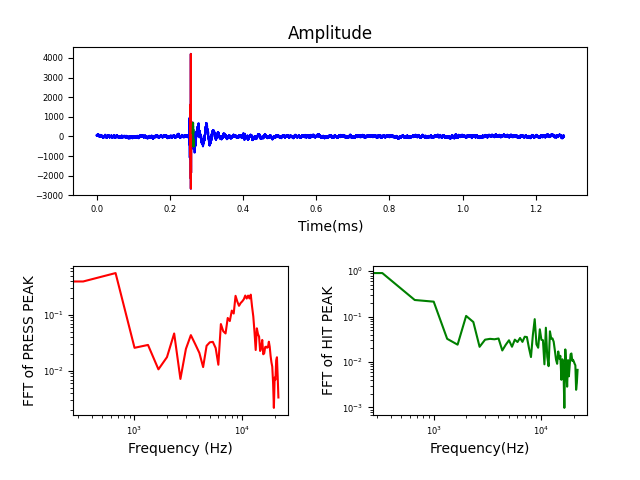 Amplitude
4000
3000
2000
1000
0
−1000
−2000
−3000
0.0 0.2 0.4 0.6 0.8 1.0 1.2
Time(ms)
FFT of PRESS PEAK
10⁻¹
10⁻²
10³ 10⁴
Frequency (Hz)
FFT of HIT PEAK
10⁰
10⁻¹
10⁻²
10⁻³
10³ 10⁴
Frequency(Hz)